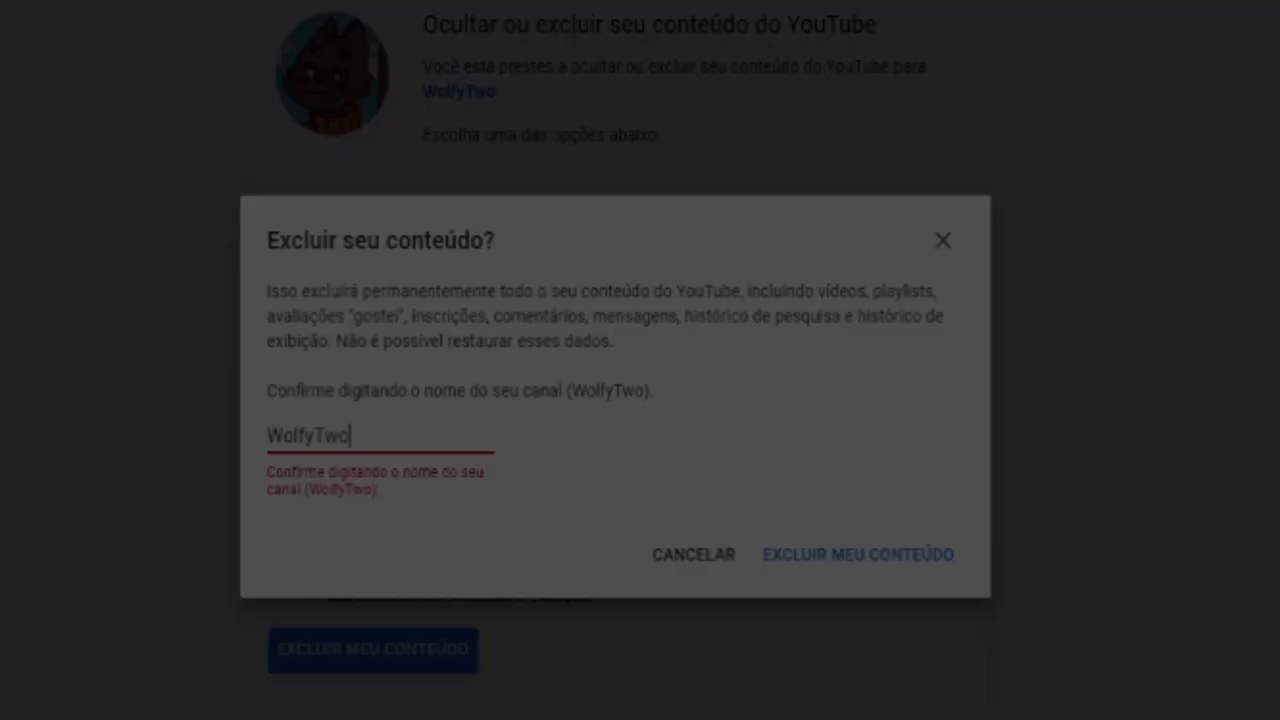 Ocultar ou excluir seu conteúdo do YouTube
Você está prestes a ocultar ou excluir seu conteúdo do YouTube para
WolfyTwo
Escolha uma das opções abaixo.
Excluir seu conteúdo?
Isso excluirá permanentemente todo o seu conteúdo do YouTube, incluindo vídeos, playlists,
avaliações "gostei", inscrições, comentários, mensagens, histórico de pesquisa e histórico de
exibição. Não é possível restaurar esses dados.
Confirme digitando o nome do seu canal (WolfyTwo).
WolfyTwo
Confirme digitando o nome do seu
canal (WolfyTwo).
CANCELAR EXCLUIR MEU CONTEÚDO
EXCLUIR MEU CONTEÚDO